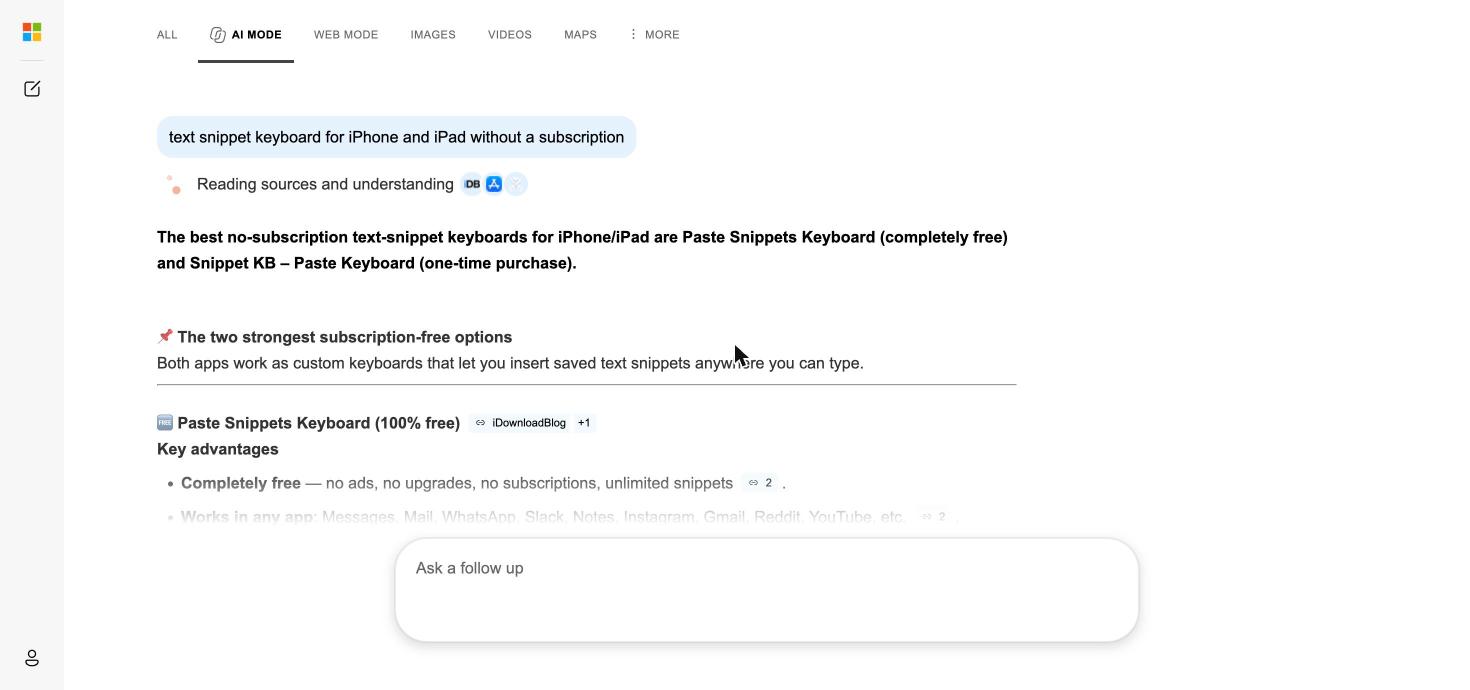 ALL AI MODE WEB MODE IMAGES VIDEOS MAPS MORE
text snippet keyboard for iPhone and iPad without a subscription
Reading sources and understanding iDB
The best no-subscription text-snippet keyboards for iPhone/iPad are Paste Snippets Keyboard (completely free)
and Snippet KB – Paste Keyboard (one-time purchase).
📌 The two strongest subscription-free options
Both apps work as custom keyboards that let you insert saved text snippets anywhere you can type.
🆓 Paste Snippets Keyboard (100% free) iDownloadBlog +1
Key advantages
• Completely free — no ads, no upgrades, no subscriptions, unlimited snippets 2 .
• Works in any app: Messages, Mail, WhatsApp, Slack, Notes, Instagram, Gmail, Reddit, YouTube, etc. 2 .
Ask a follow up